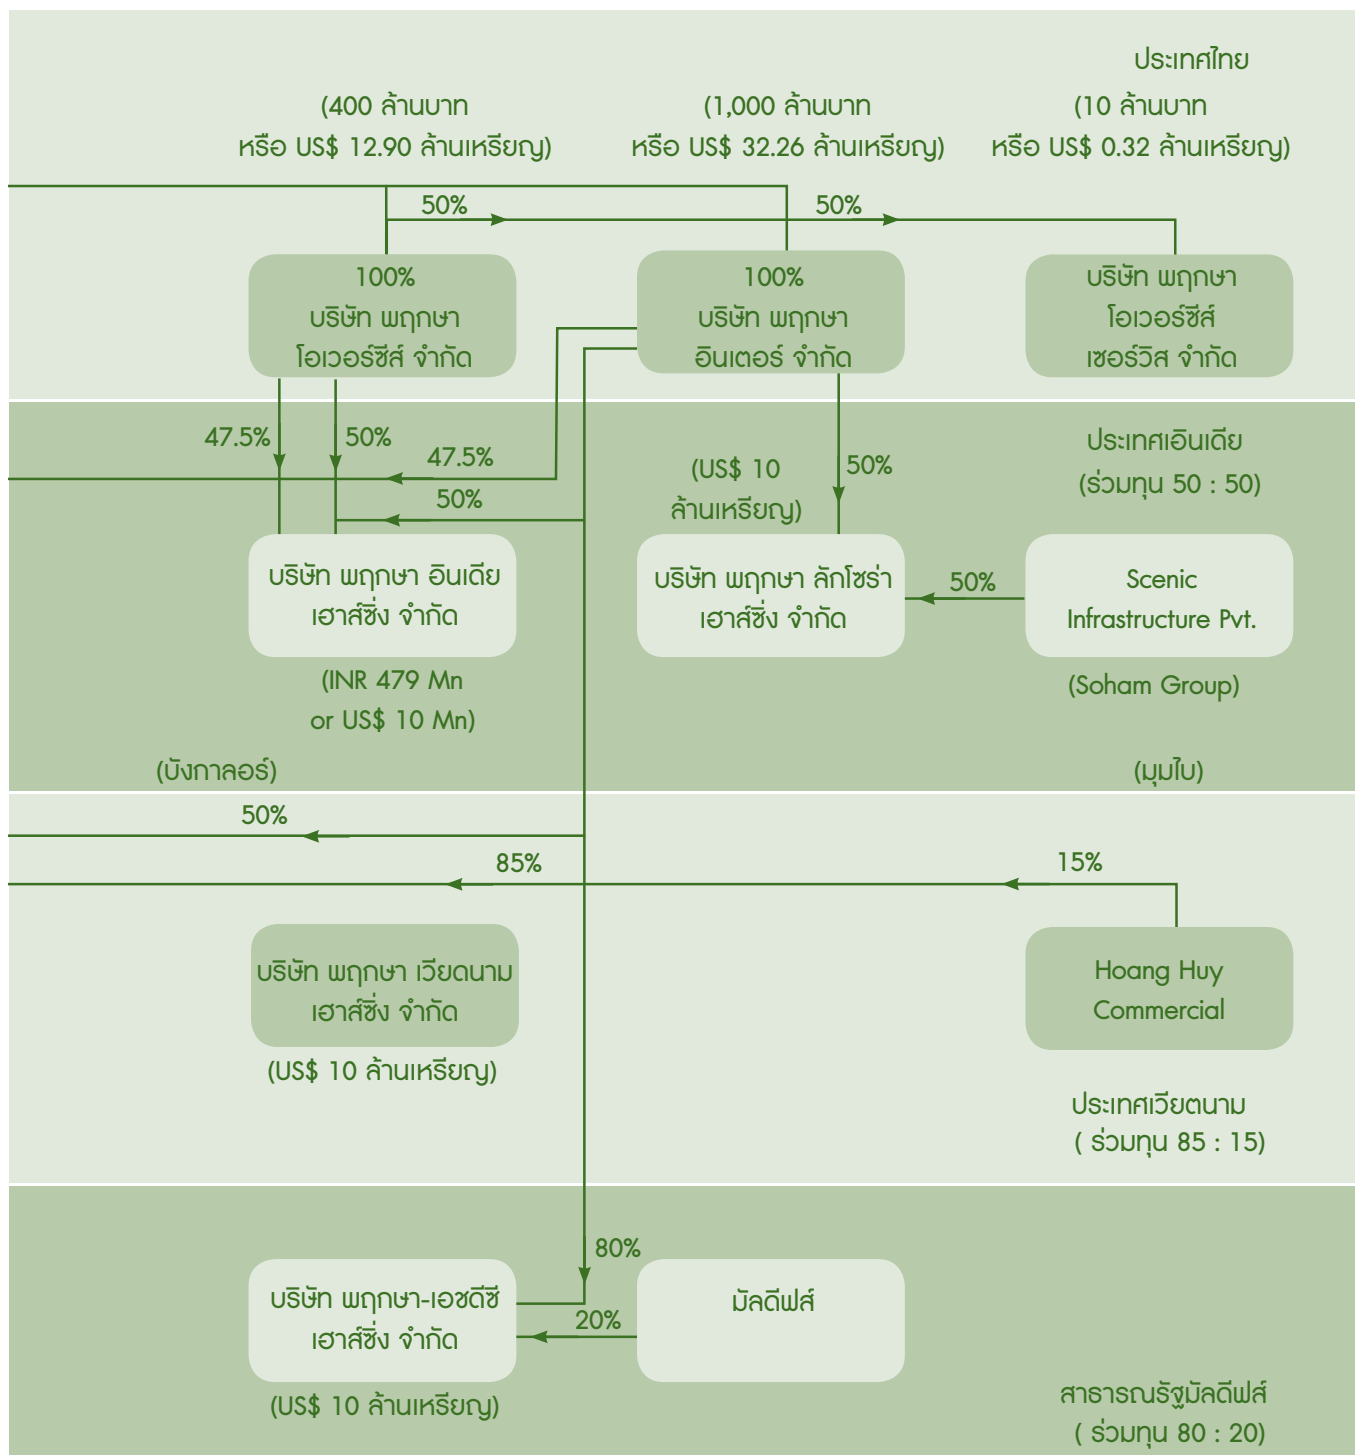 ประเทศไทย
(400 ล้านบาท
หรือ US$ 12.90 ล้านเหรียญ)
(1,000 ล้านบาท
หรือ US$ 32.26 ล้านเหรียญ)
(10 ล้านบาท
หรือ US$ 0.32 ล้านเหรียญ)
50%
50%
100%
บริษัท พฤกษา
โอเวอร์ซีส์ จำกัด
100%
บริษัท พฤกษา
อินเตอร์ จำกัด
บริษัท พฤกษา
โอเวอร์ซีส์
เซอร์วิส จำกัด
47.5%
50%
47.5%
50%
(US$ 10
ล้านเหรียญ)
50%
ประเทศเอินเดีย
(ร่วมทุน 50 : 50)
บริษัท พฤกษา อินเดีย
เฮาส์ซิ่ง จำกัด
บริษัท พฤกษา ลักโซร่า
เฮาส์ซิ่ง จำกัด
50%
Scenic
Infrastructure Pvt.
(INR 479 Mn
or US$ 10 Mn)
(Soham Group)
(บังกาลอร์)
(มุมไบ)
50%
85%
15%
บริษัท พฤกษา เวียดนาม
เฮาส์ซิ่ง จำกัด
Hoang Huy
Commercial
(US$ 10 ล้านเหรียญ)
ประเทศเวียตนาม
( ร่วมทุน 85 : 15)
80%
บริษัท พฤกษา-เอชดีซี
เฮาส์ซิ่ง จำกัด
20%
มัลดีฟส์
(US$ 10 ล้านเหรียญ)
สาธารณรัฐมัลดีฟส์
( ร่วมทุน 80 : 20)